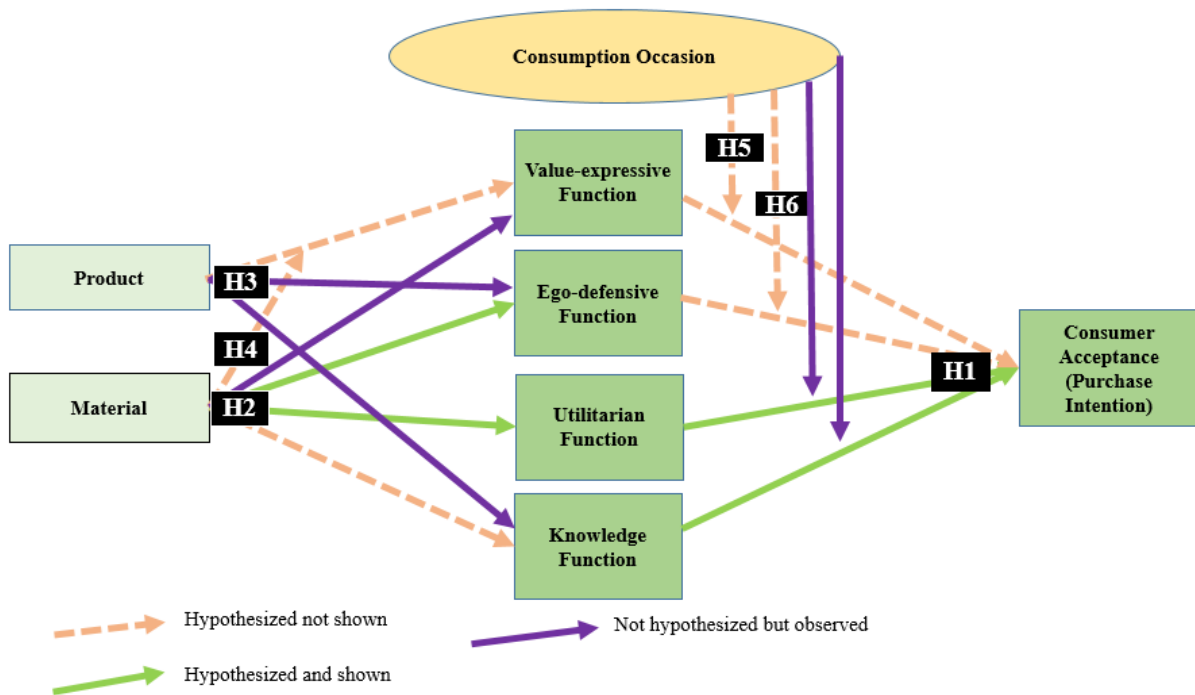 Consumption Occasion
H5
Value-expressive
Function
H6
Product
H3
Ego-defensive
Function
H4
Consumer
Acceptance
(Purchase
Intention)
H1
Material
H2
Utilitarian
Function
Knowledge
Function
Hypothesized not shown
Not hypothesized but observed
Hypothesized and shown